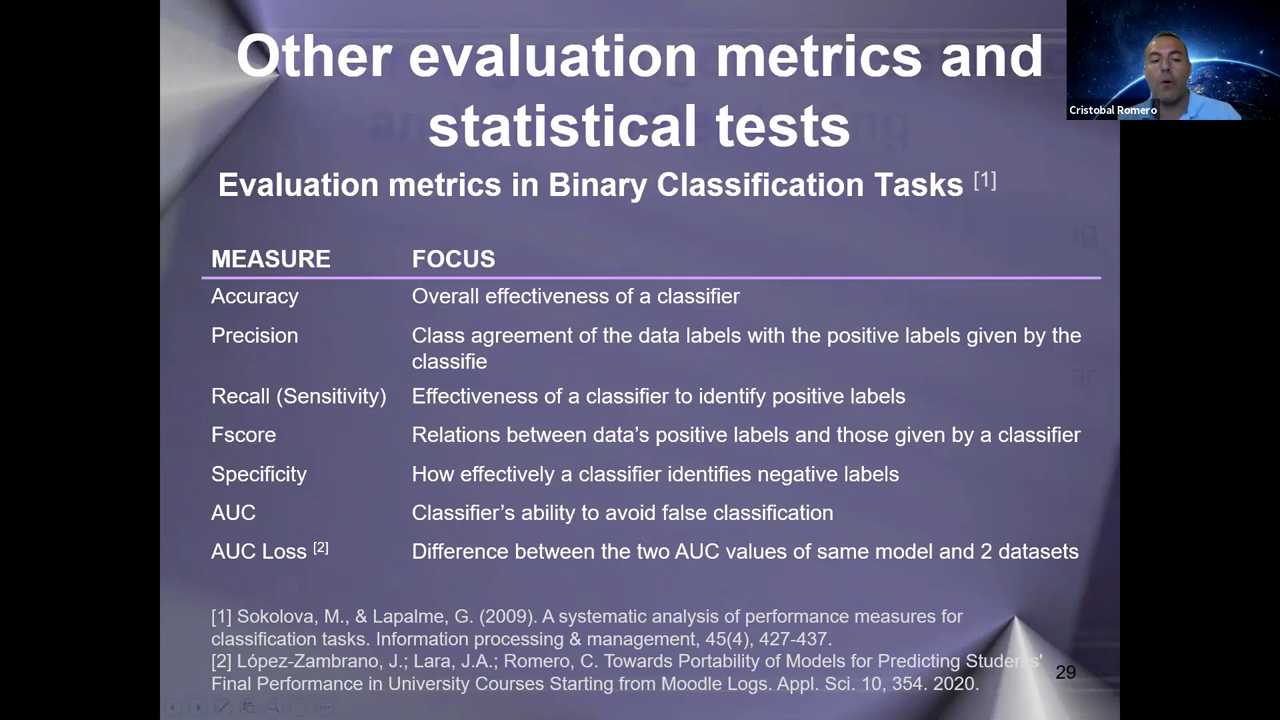 Other evaluation metrics and
statistical tests
Cristobal Romero
Evaluation metrics in Binary Classification Tasks [1]
MEASURE FOCUS
Accuracy Overall effectiveness of a classifier
Precision Class agreement of the data labels with the positive labels given by the
classifie
Recall (Sensitivity) Effectiveness of a classifier to identify positive labels
Fscore Relations between data’s positive labels and those given by a classifier
Specificity How effectively a classifier identifies negative labels
AUC Classifier’s ability to avoid false classification
AUC Loss [2] Difference between the two AUC values of same model and 2 datasets
[1] Sokolova, M., & Lapalme, G. (2009). A systematic analysis of performance measures for
classification tasks. Information processing & management, 45(4), 427-437.
[2] López-Zambrano, J.; Lara, J.A.; Romero, C. Towards Portability of Models for Predicting Students'
Final Performance in University Courses Starting from Moodle Logs. Appl. Sci. 10, 354. 2020.
29